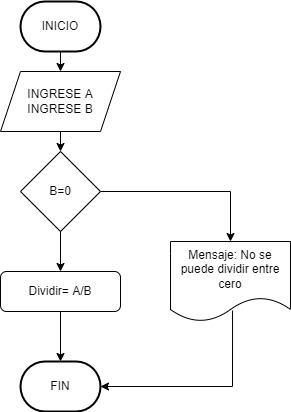 INICIO
INGRESE A
INGRESE B
B=0
Mensaje: No se
puede dividir entre
cero
Dividir= A/B
FIN